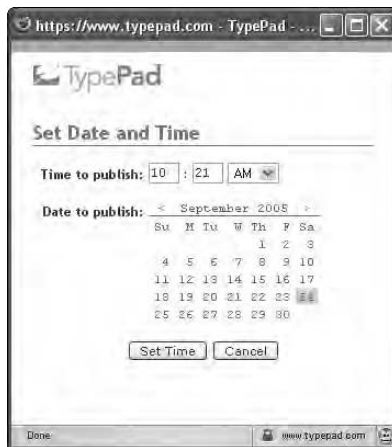 https://www.typepad.com - TypePad - ...
TypePad
Set Date and Time
Time to publish: 10 : 21 AM
Date to publish: < September 2005 >
Su M Tu W Th F Sa
1 2 3
4 5 6 7 8 9 10
11 12 13 14 15 16 17
18 19 20 21 22 23 24
25 26 27 28 29 30
Set Time Cancel
Done www.typepad.com